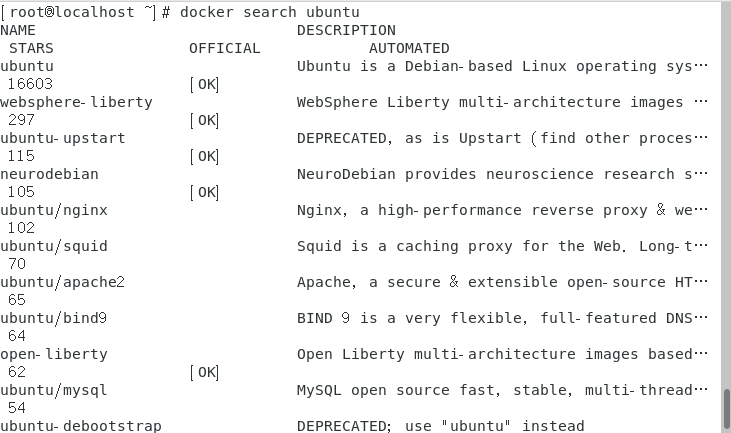 [root@localhost ~]# docker search ubuntu
NAME                             DESCRIPTION
 STARS               OFFICIAL            AUTOMATED
ubuntu                           Ubuntu is a Debian-based Linux operating sys…
 16603               [OK]
websphere-liberty                WebSphere Liberty multi-architecture images …
 297                 [OK]
ubuntu-upstart                   DEPRECATED, as is Upstart (find other proces…
 115                 [OK]
neurodebian                      NeuroDebian provides neuroscience research s…
 105                 [OK]
ubuntu/nginx                     Nginx, a high-performance reverse proxy & we…
 102
ubuntu/squid                     Squid is a caching proxy for the Web. Long-t…
 70
ubuntu/apache2                   Apache, a secure & extensible open-source HT…
 65
ubuntu/bind9                     BIND 9 is a very flexible, full-featured DNS…
 64
open-liberty                     Open Liberty multi-architecture images based…
 62                  [OK]
ubuntu/mysql                     MySQL open source fast, stable, multi-thread…
 54
ubuntu-debootstrap               DEPRECATED; use "ubuntu" instead